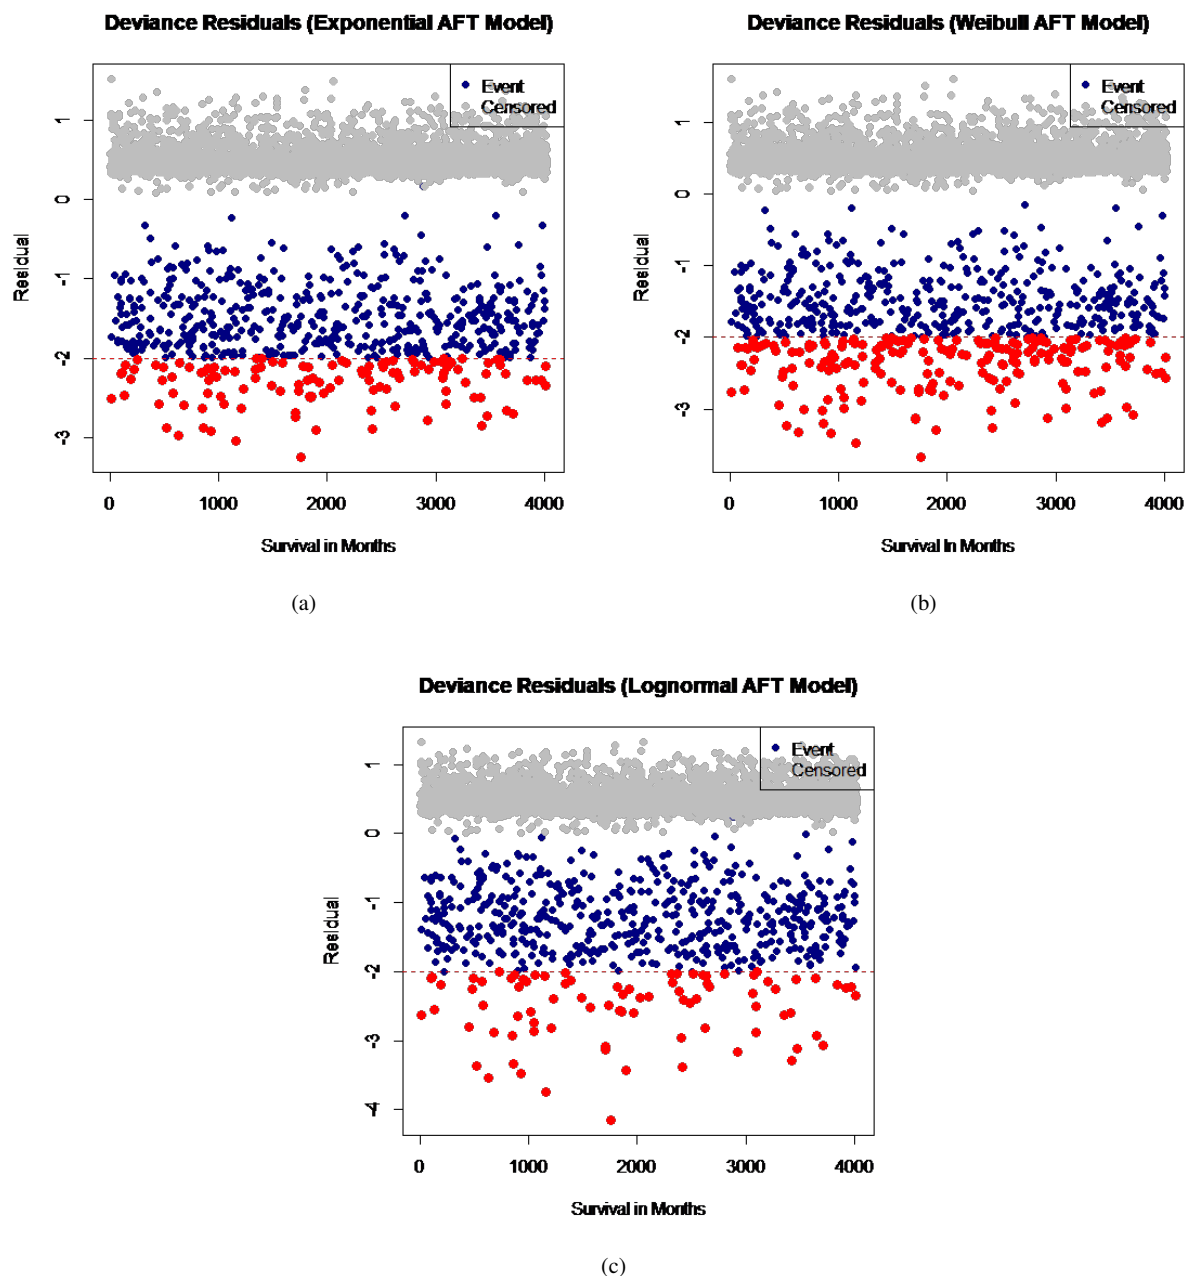 Deviance Residuals (Exponential AFT Model)
Event
Censored
1
0
-1
-2
-3
Residual
0 1000 2000 3000 4000
Survival in Months
(a)
Deviance Residuals (Weibull AFT Model)
Event
Censored
1
0
-1
-2
-3
Residual
0 1000 2000 3000 4000
Survival In Months
(b)
Deviance Residuals (Lognormal AFT Model)
Event
Censored
1
0
-1
-2
-3
-4
Residual
0 1000 2000 3000 4000
Survival in Months
(c)